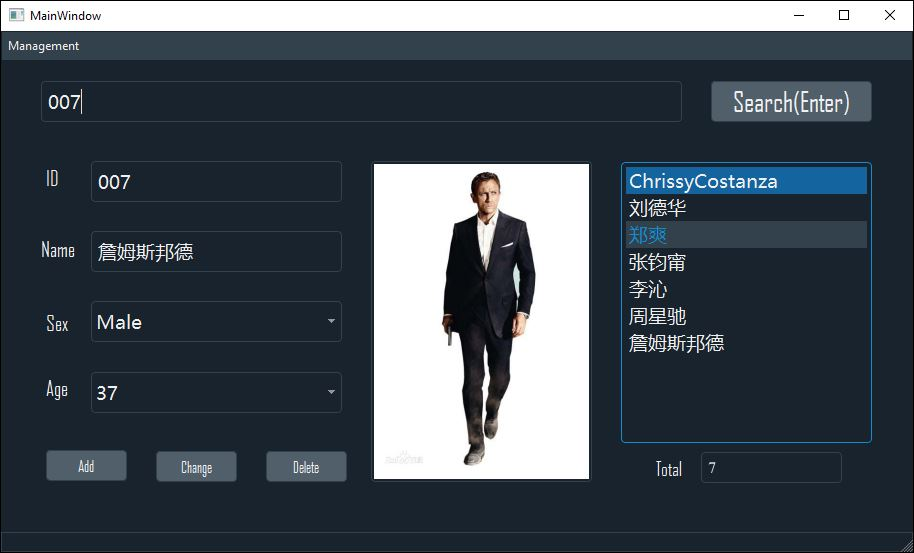 MainWindow
Management
007
Search(Enter)
ID
007
Name
詹姆斯邦德
Sex
Male
Age
37
Add
Change
Delete
ChrissyCostanza
刘德华
郑爽
张钧甯
李沁
周星驰
詹姆斯邦德
Total
7